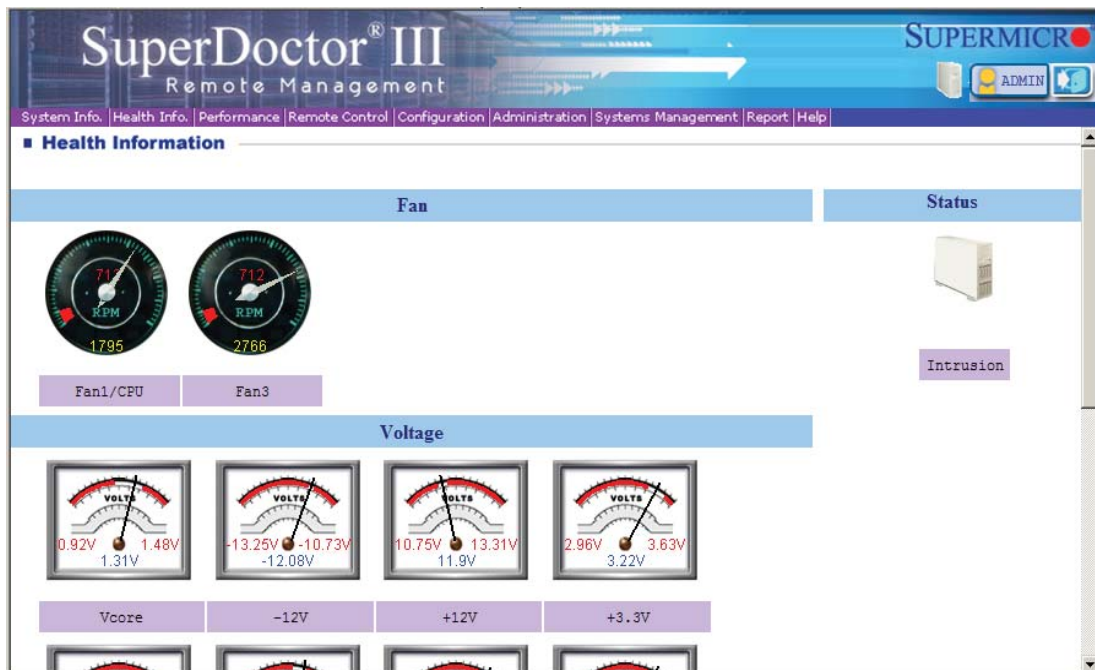 SuperDoctor® III
Remote Management
SUPERMICR
ADMIN
System Info. Health Info. Performance Remote Control Configuration Administration Systems Management Report Help
Health Information
Fan
Status
712
RPM
RPM
1795
2766
Fan1/CPU
Fan3
Intrusion
Voltage
VOLTS
VOLTS
VOLTS
VOLTS
0.92V 1.48V
-13.25V -10.73V
10.75V 13.31V
2.96V 3.63V
1.31V
-12.08V
11.9V
3.22V
Vcore
-12V
+12V
+3.3V